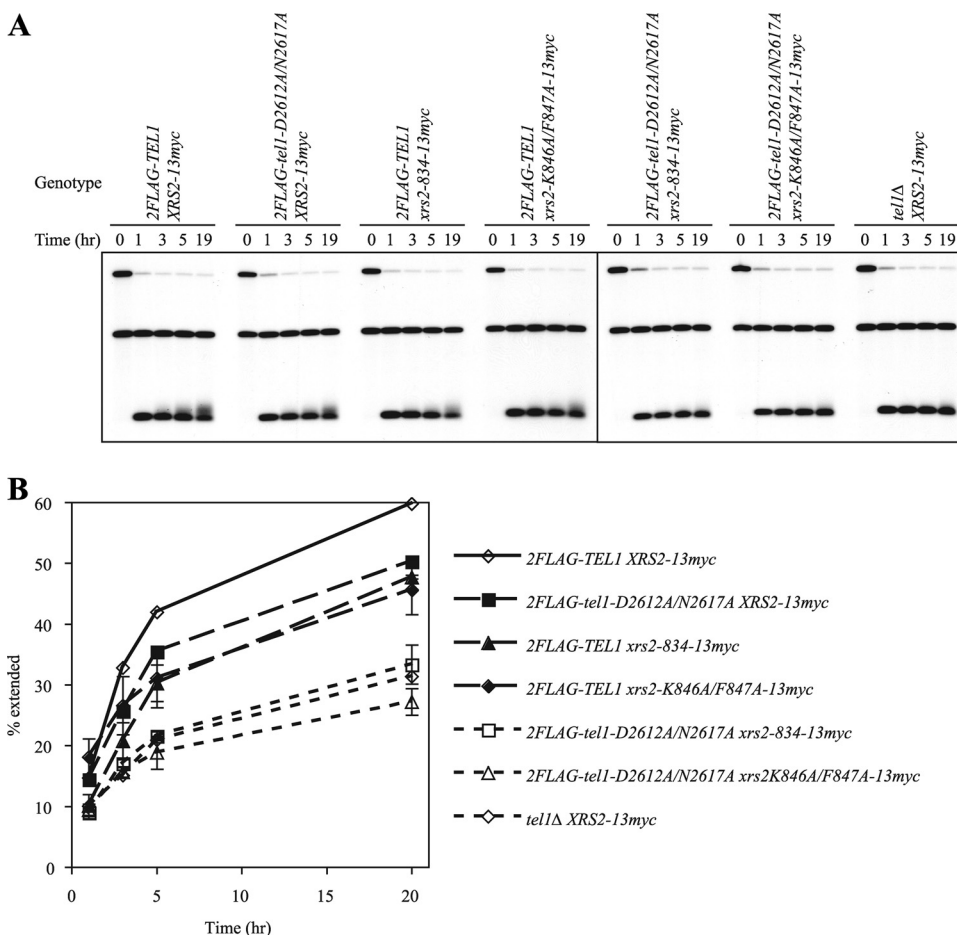 A
Genotype
2FLAG-TEL1
XRS2-13myc
2FLAG-tel1-D2612A/N2617A
XRS2-13myc
2FLAG-TEL1
xrs2-834-13myc
2FLAG-TEL1
xrs2-K846A/F847A-13myc
2FLAG-tel1-D2612A/N2617A
xrs2-834-13myc
2FLAG-tel1-D2612A/N2617A
xrs2-K846A/F847A-13myc
tel1Δ
XRS2-13myc
Time (hr) 0 1 3 5 19 0 1 3 5 19 0 1 3 5 19 0 1 3 5 19 0 1 3 5 19 0 1 3 5 19 0 1 3 5 19
B
% extended
60
50
40
30
20
10
0
0 5 10 15 20
Time (hr)
2FLAG-TEL1 XRS2-13myc
2FLAG-tel1-D2612A/N2617A XRS2-13myc
2FLAG-TEL1 xrs2-834-13myc
2FLAG-TEL1 xrs2-K846A/F847A-13myc
2FLAG-tel1-D2612A/N2617A xrs2-834-13myc
2FLAG-tel1-D2612A/N2617A xrs2K846A/F847A-13myc
tel1Δ XRS2-13myc